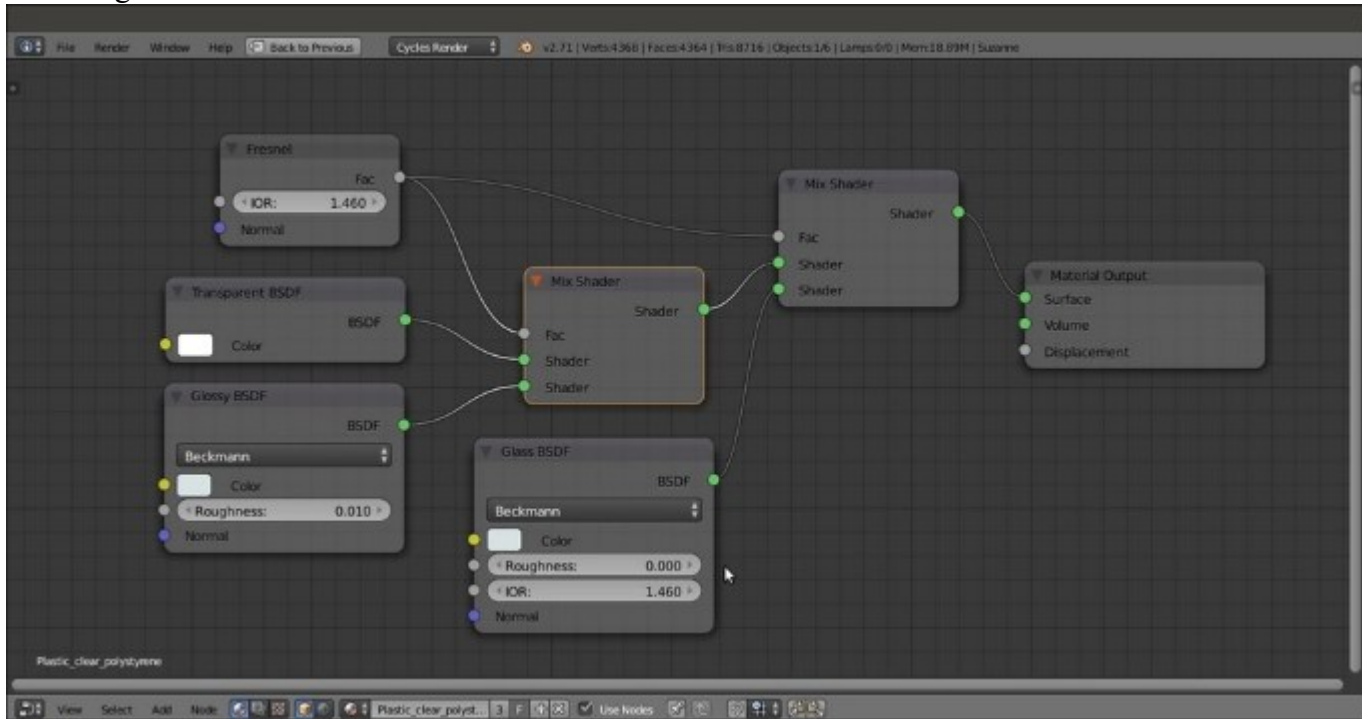 File Render Window Help Back to Previous Cycles Render v2.71 | Verts:4366 | Faces:4364 | Tris:8716 | Objects:1/6 | Lamps:0/0 | Mem:18.89M | Suzanne
Fresnel
Fac
IOR: 1.460
Normal
Transparent BSDF
BSDF
Color
Glossy BSDF
BSDF
Beckmann
Color
Roughness: 0.010
Normal
Mix Shader
Shader
Fac
Shader
Shader
Glass BSDF
BSDF
Beckmann
Color
Roughness: 0.000
IOR: 1.460
Normal
Mix Shader
Shader
Fac
Shader
Shader
Material Output
Surface
Volume
Displacement
Plastic_clear_polystyrene
View Select Add Node Plastic_clear_polyst... 3 F Use Nodes